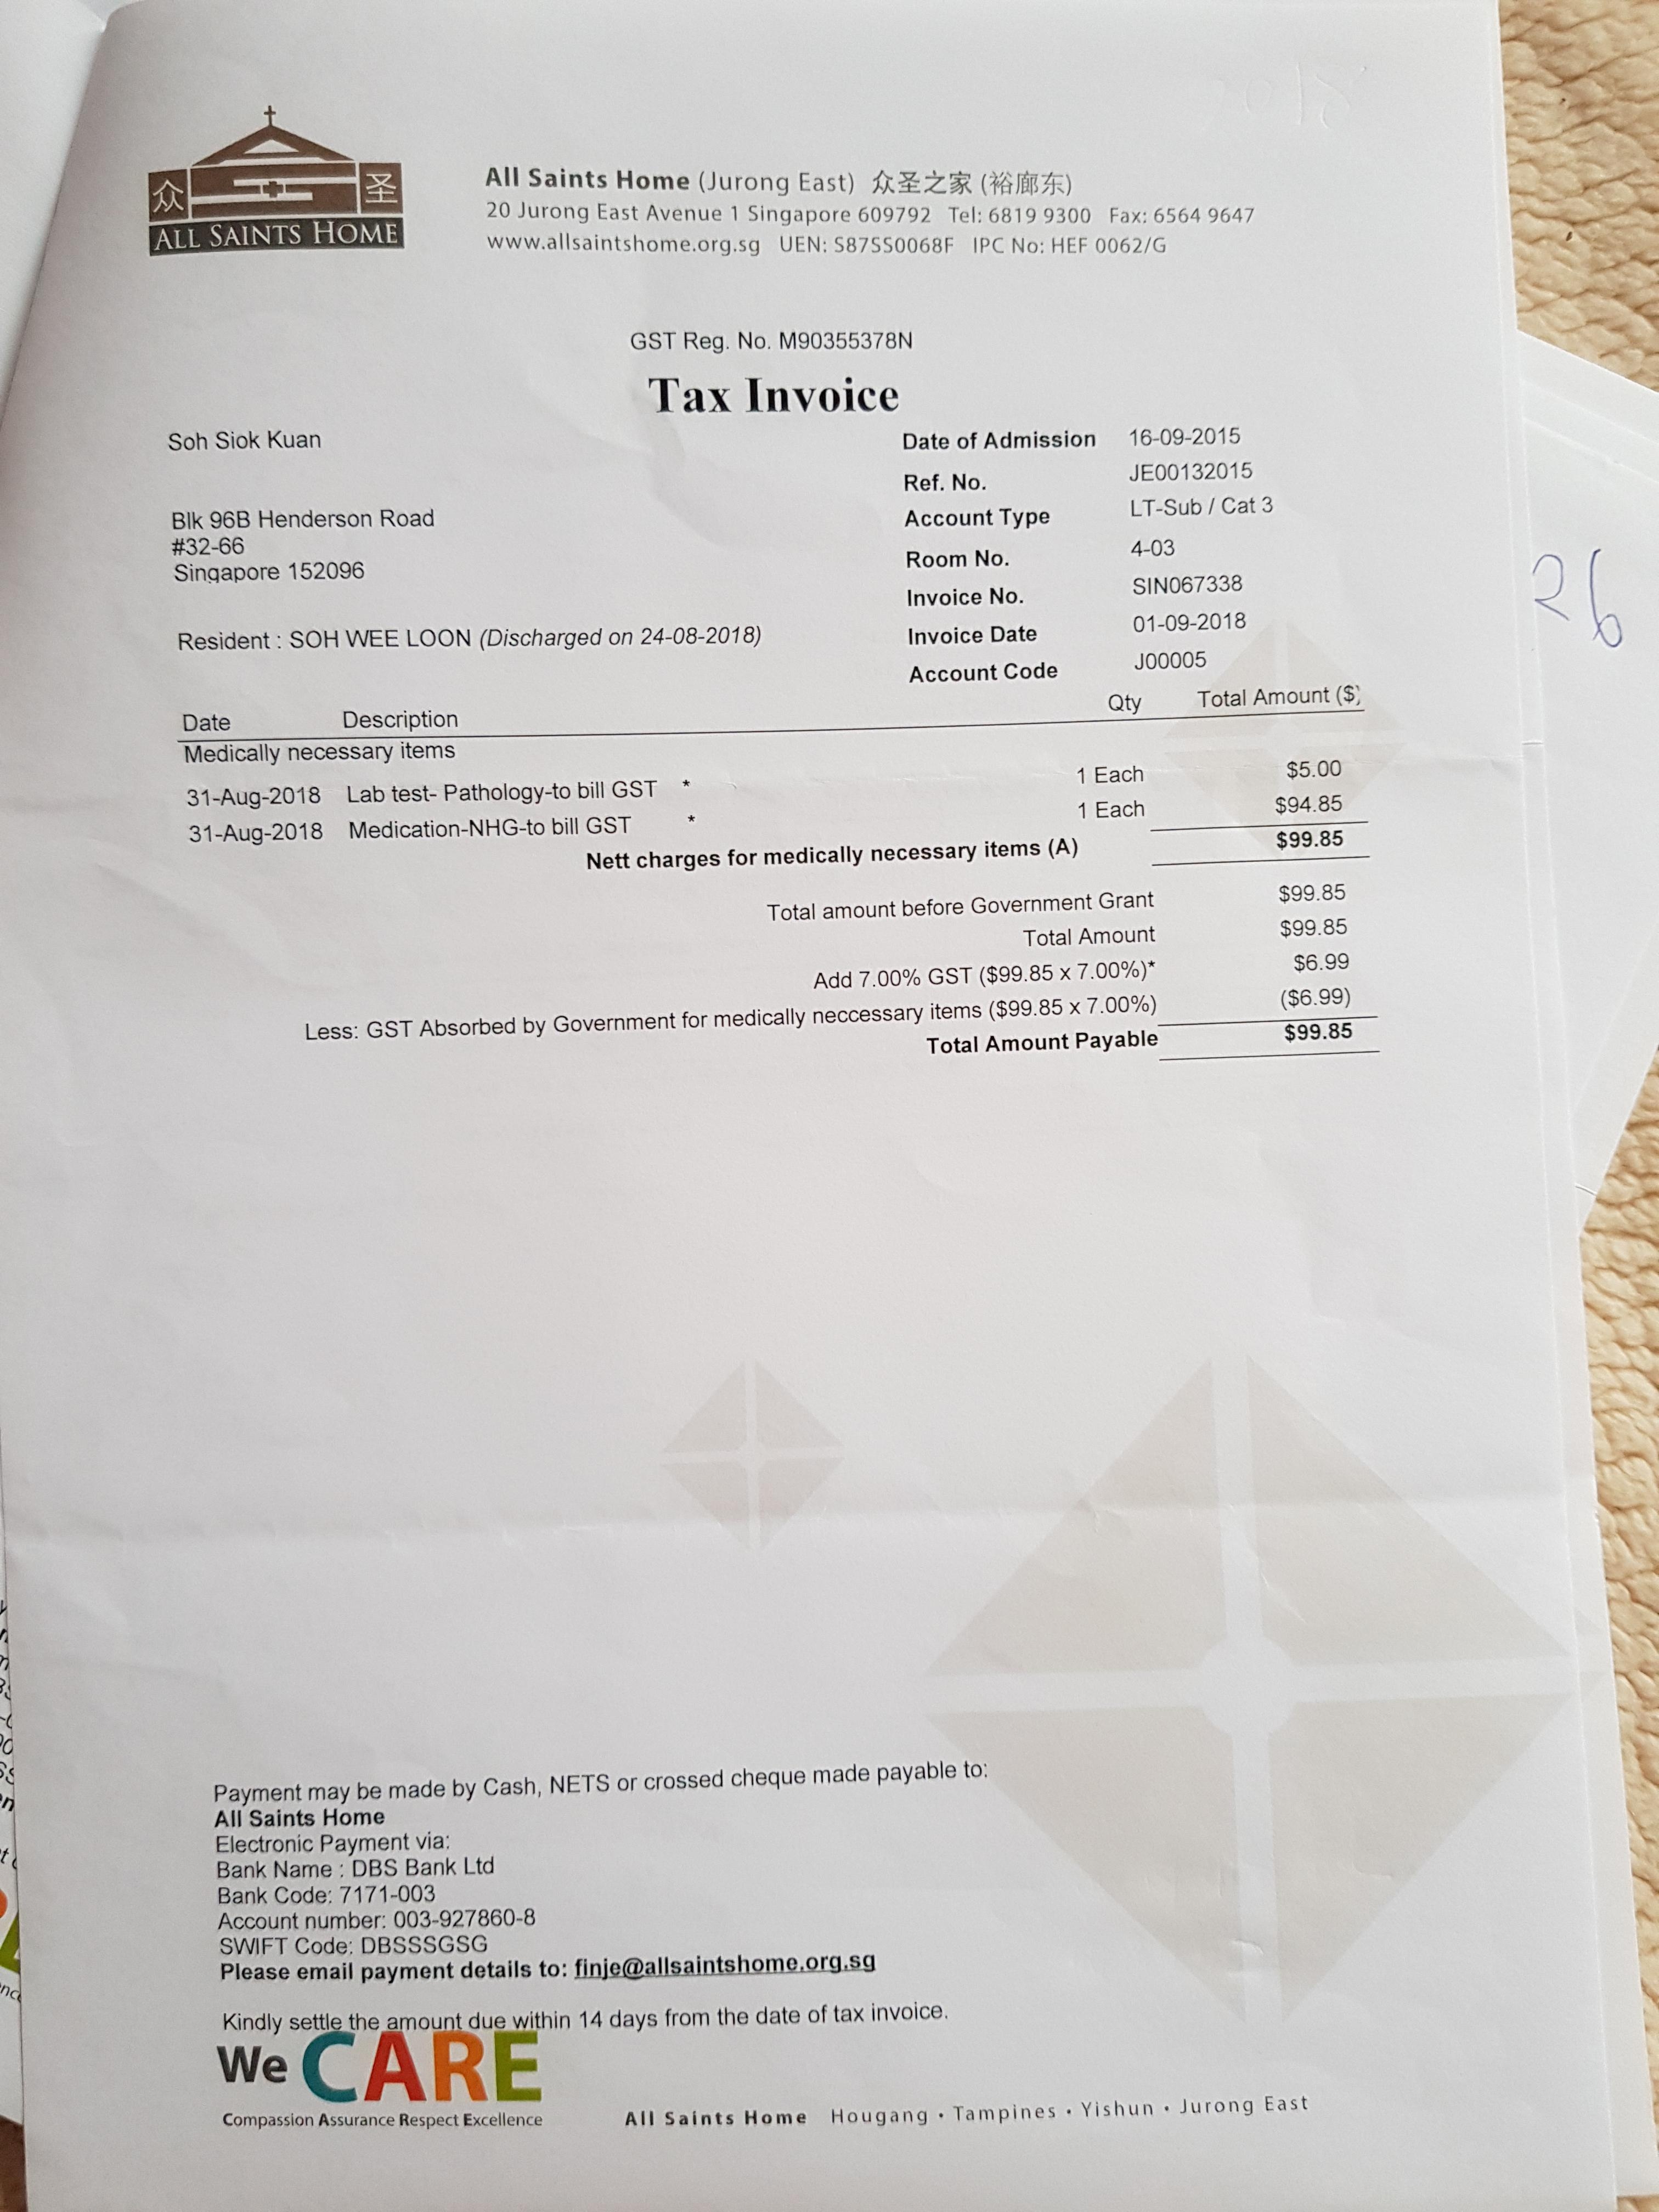 众 圣
ALL SAINTS HOME
All Saints Home (Jurong East) 众圣之家 (裕廊东)
20 Jurong East Avenue 1 Singapore 609792 Tel: 6819 9300 Fax: 6564 9647
www.allsaintshome.org.sg UEN: S87SS0068F IPC No: HEF 0062/G
GST Reg. No. M90355378N
Tax Invoice
Soh Siok Kuan
Blk 96B Henderson Road
#32-66
Singapore 152096
Resident : SOH WEE LOON (Discharged on 24-08-2018)
Date of Admission 16-09-2015
Ref. No. JE00132015
Account Type LT-Sub / Cat 3
Room No. 4-03
Invoice No. SIN067338
Invoice Date 01-09-2018
Account Code J00005
26
Date Description Qty Total Amount ($)
Medically necessary items
31-Aug-2018 Lab test- Pathology-to bill GST * 1 Each $5.00
31-Aug-2018 Medication-NHG-to bill GST * 1 Each $94.85
Nett charges for medically necessary items (A) $99.85
Total amount before Government Grant $99.85
Total Amount $99.85
Add 7.00% GST ($99.85 x 7.00%)* $6.99
Less: GST Absorbed by Government for medically neccessary items ($99.85 x 7.00%) ($6.99)
Total Amount Payable $99.85
Payment may be made by Cash, NETS or crossed cheque made payable to:
All Saints Home
Electronic Payment via:
Bank Name : DBS Bank Ltd
Bank Code: 7171-003
Account number: 003-927860-8
SWIFT Code: DBSSSGSG
Please email payment details to: finje@allsaintshome.org.sg
Kindly settle the amount due within 14 days from the date of tax invoice.
We CARE
Compassion Assurance Respect Excellence
All Saints Home Hougang • Tampines • Yishun • Jurong East